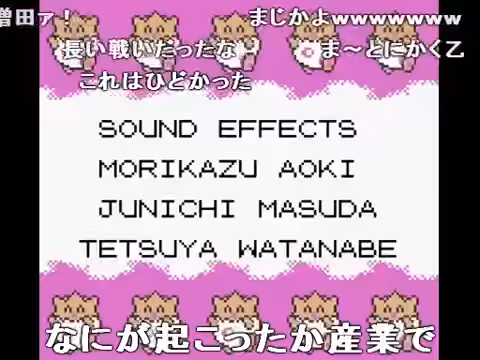 増田ァ！
まじかよwwwwwwww
長い戦いだったな
ま～とにかく乙
これはひどかった
SOUND EFFECTS
MORIKAZU AOKI
JUNICHI MASUDA
TETSUYA WATANABE
なにが起こったか産業で